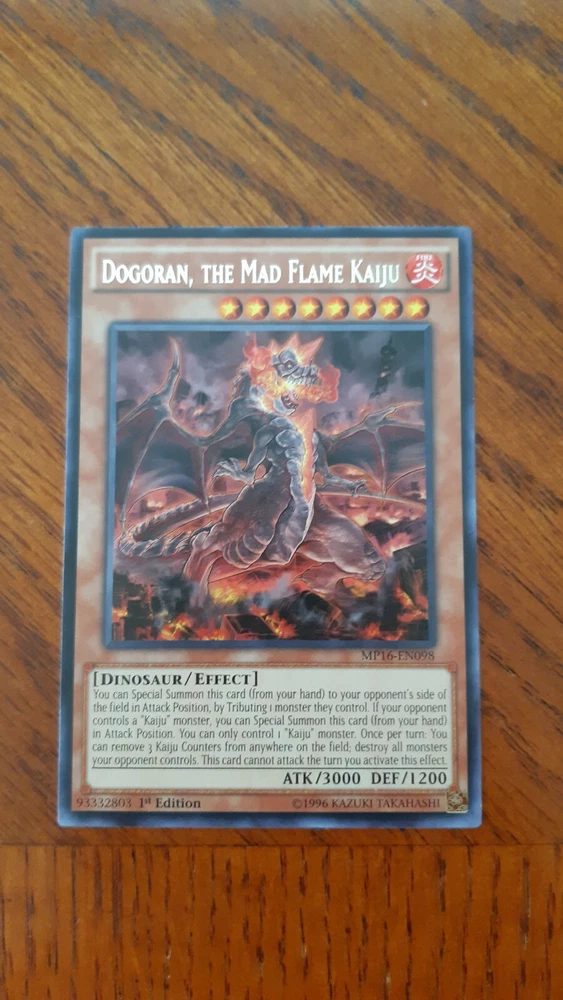 DOGORAN, THE MAD FLAME KAIJU
FIRE
炎
MP16-EN098
[DINOSAUR/EFFECT]
You can Special Summon this card (from your hand) to your opponent's side of
the field in Attack Position, by Tributing 1 monster they control. If your opponent
controls a "Kaiju" monster, you can Special Summon this card (from your hand)
in Attack Position. You can only control 1 "Kaiju" monster. Once per turn: You
can remove 3 Kaiju Counters from anywhere on the field; destroy all monsters
your opponent controls. This card cannot attack the turn you activate this effect.
ATK/3000 DEF/1200
93332803 1st Edition ©1996 KAZUKI TAKAHASHI